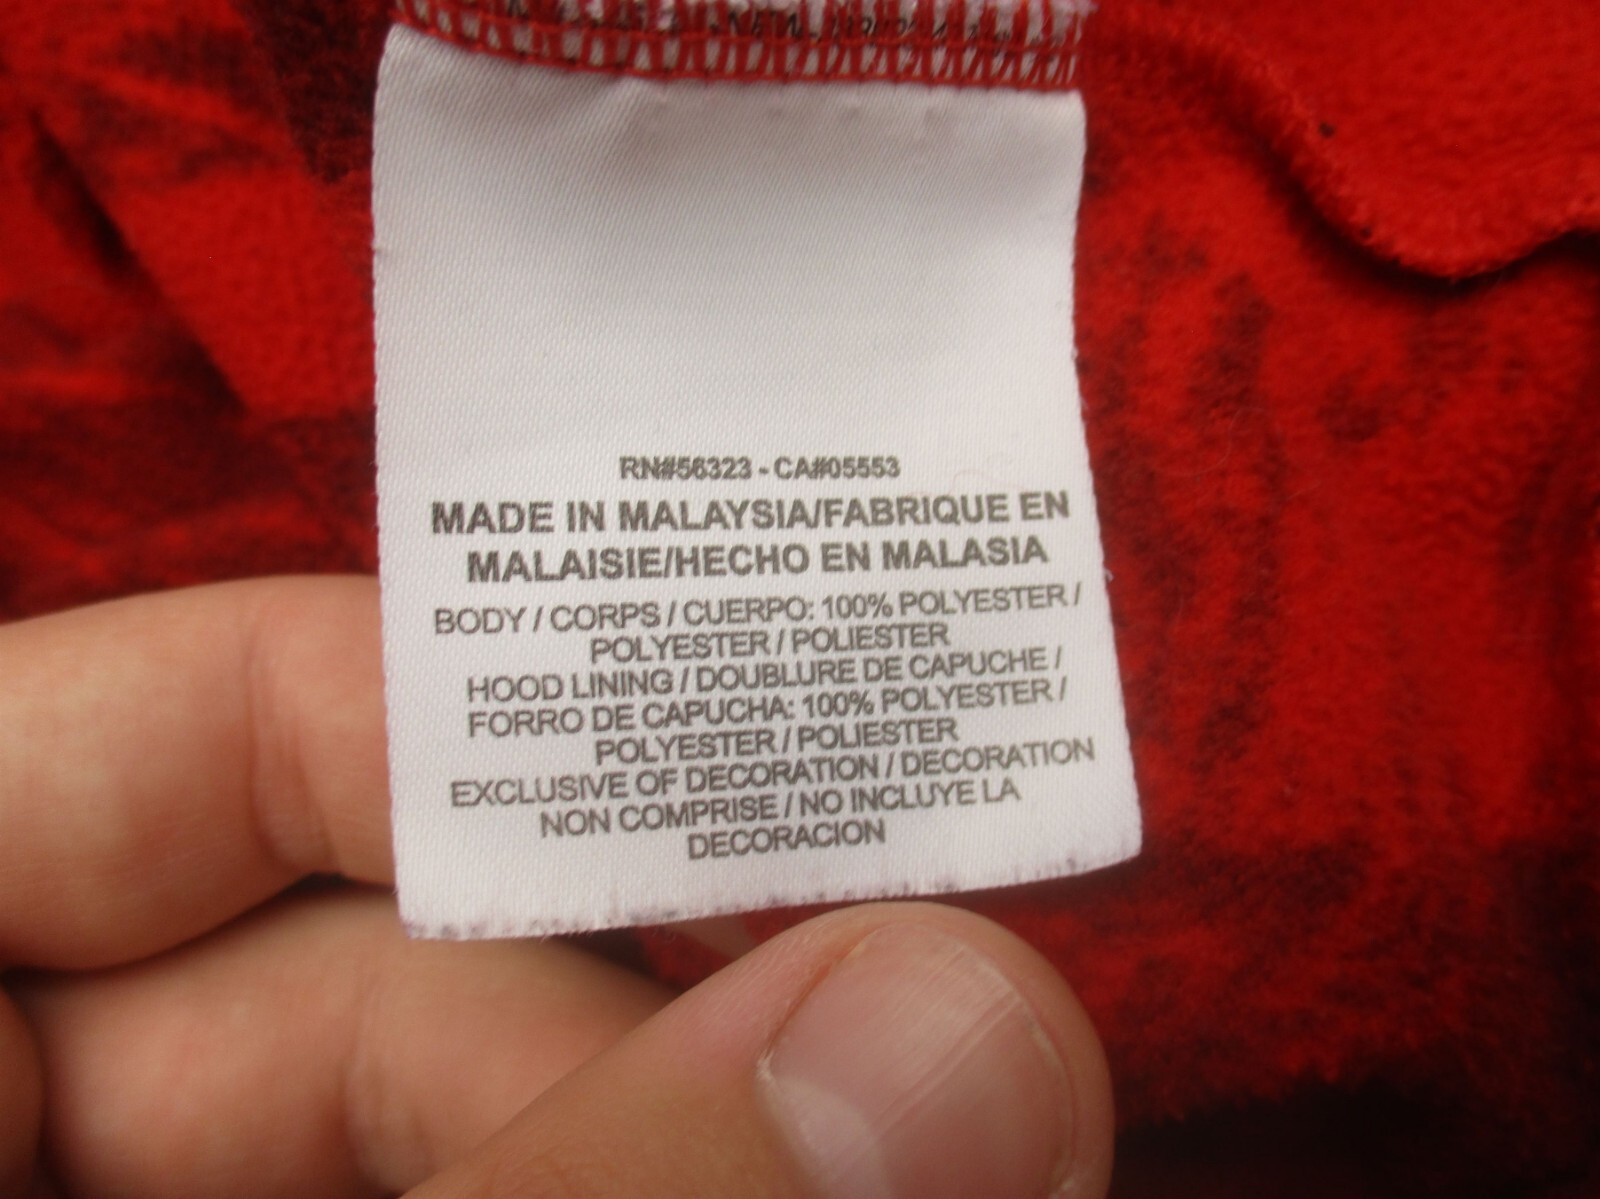 RN#56323 - CA#05553
MADE IN MALAYSIA/FABRIQUE EN
MALAISIE/HECHO EN MALASIA
BODY / CORPS / CUERPO: 100% POLYESTER /
POLYESTER / POLIESTER
HOOD LINING / DOUBLURE DE CAPUCHE /
FORRO DE CAPUCHA: 100% POLYESTER /
POLYESTER / POLIESTER
EXCLUSIVE OF DECORATION / DECORATION
NON COMPRISE / NO INCLUYE LA
DECORACION